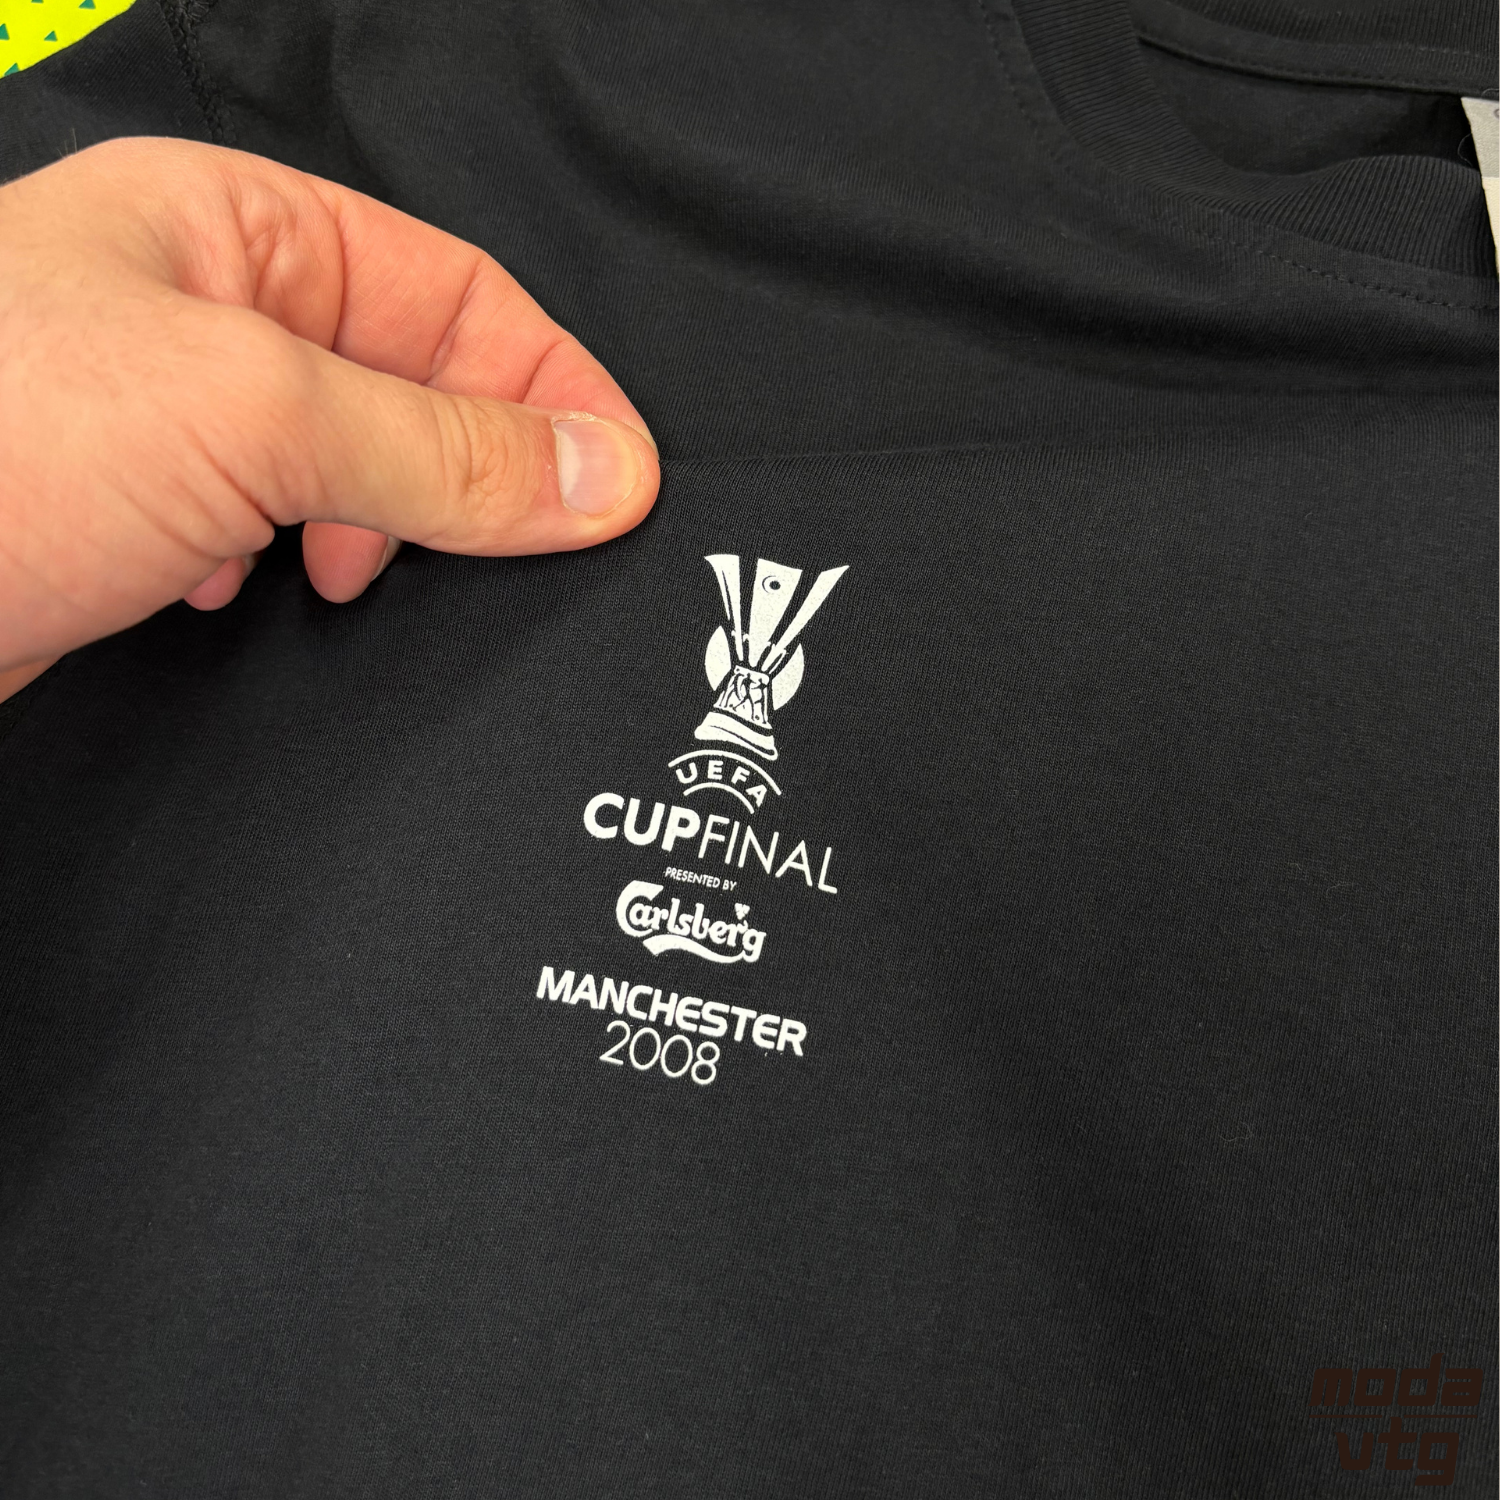 UEFA
CUPFINAL
PRESENTED BY
Carlsberg
MANCHESTER
2008
moda
vtg